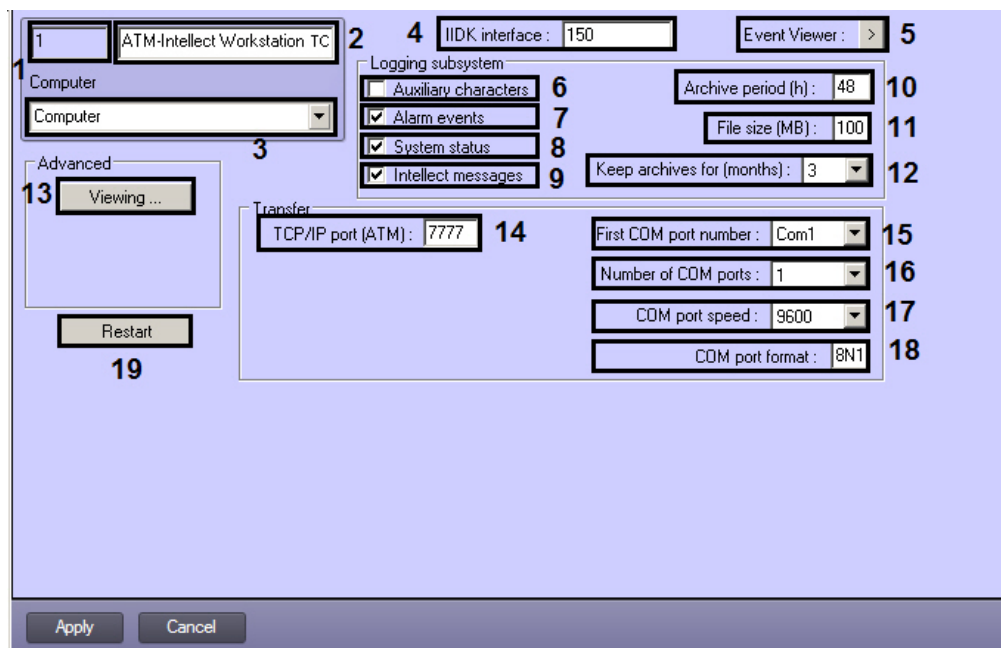 1 ATM-Intellect Workstation TC 2 4 IIDK interface : 150 Event Viewer : > 5
1
Logging subsystem
Computer
Auxiliary characters 6 Archive period (h) : 48 10
Computer
Alarm events 7 File size (MB) : 100 11
3
System status 8
Advanced
Intellect messages 9 Keep archives for (months) : 3 12
13 Viewing ...
Transfer
TCP/IP port (ATM) : 7777 14 First COM port number : Com1 15
Number of COM ports : 1 16
COM port speed : 9600 17
Restart
COM port format : 8N1 18
19
Apply Cancel